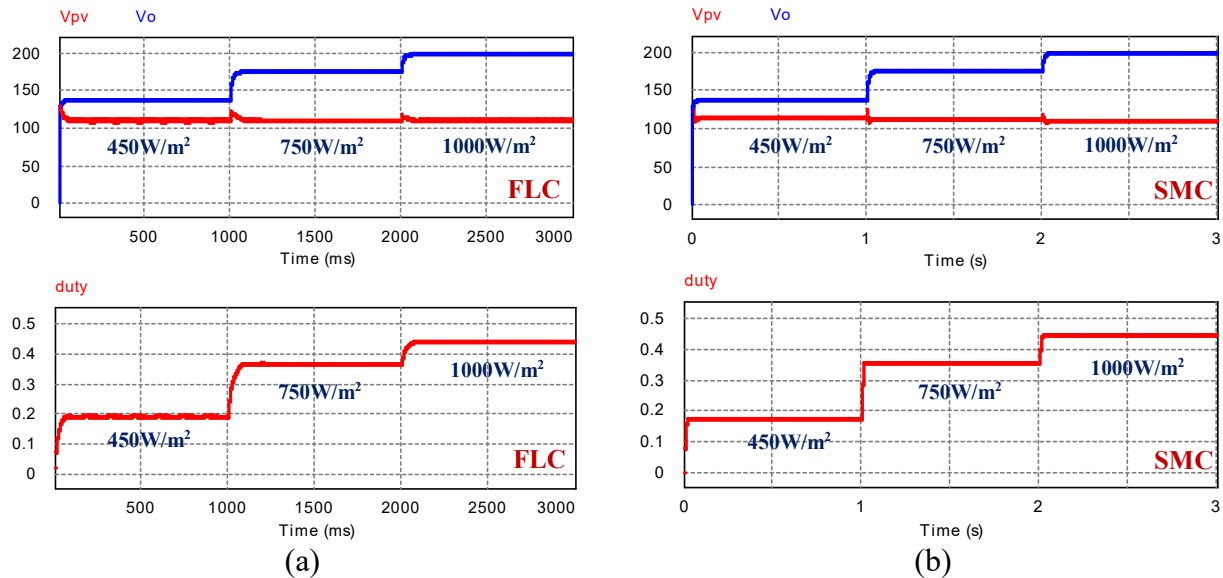 Vpv Vo
200
150
100
50
0
450W/m²
750W/m²
1000W/m²
FLC
500 1000 1500 2000 2500 3000
Time (ms)
duty
0.5
0.4
0.3
0.2
0.1
0
450W/m²
750W/m²
1000W/m²
FLC
500 1000 1500 2000 2500 3000
Time (ms)
(a)
Vpv Vo
200
150
100
50
0
450W/m²
750W/m²
1000W/m²
SMC
0 1 2 3
Time (s)
duty
0.5
0.4
0.3
0.2
0.1
0
450W/m²
750W/m²
1000W/m²
SMC
0 1 2 3
Time (s)
(b)